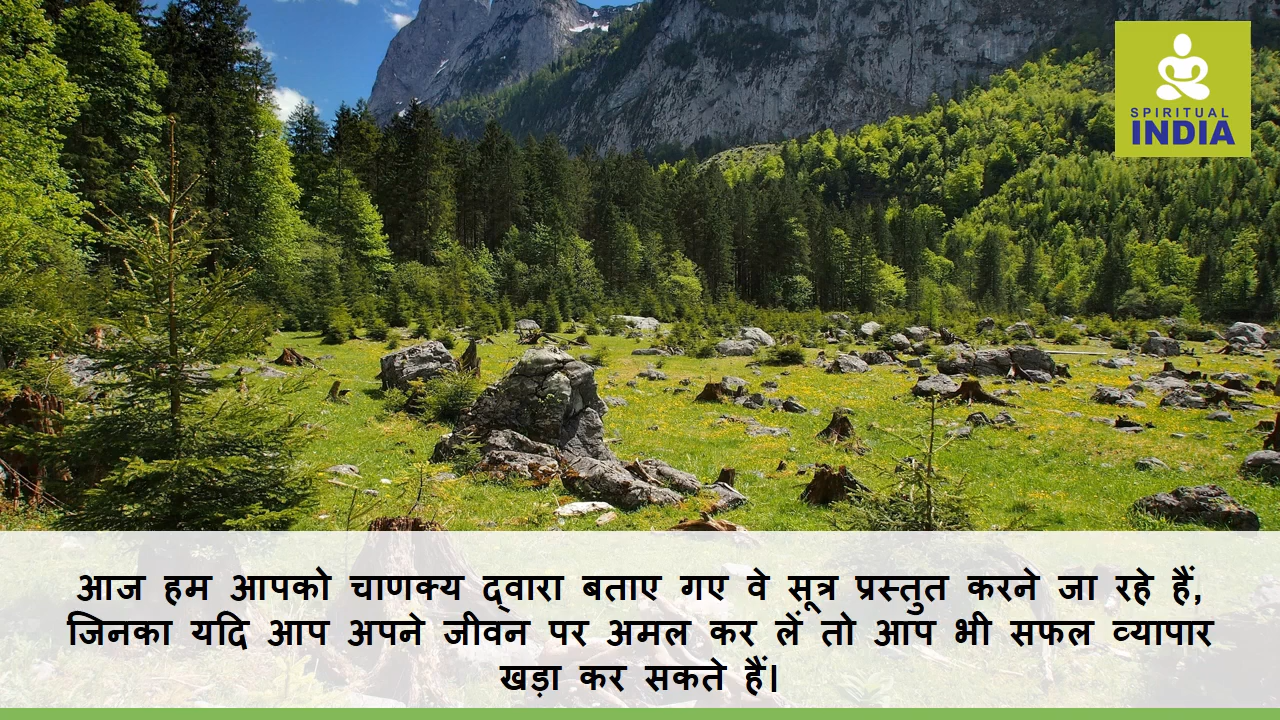 SPIRITUAL
INDIA
आज हम आपको चाणक्य द्वारा बताए गए वे सूत्र प्रस्तुत करने जा रहे हैं,
जिनका यदि आप अपने जीवन पर अमल कर लें तो आप भी सफल व्यापार
खड़ा कर सकते हैं।